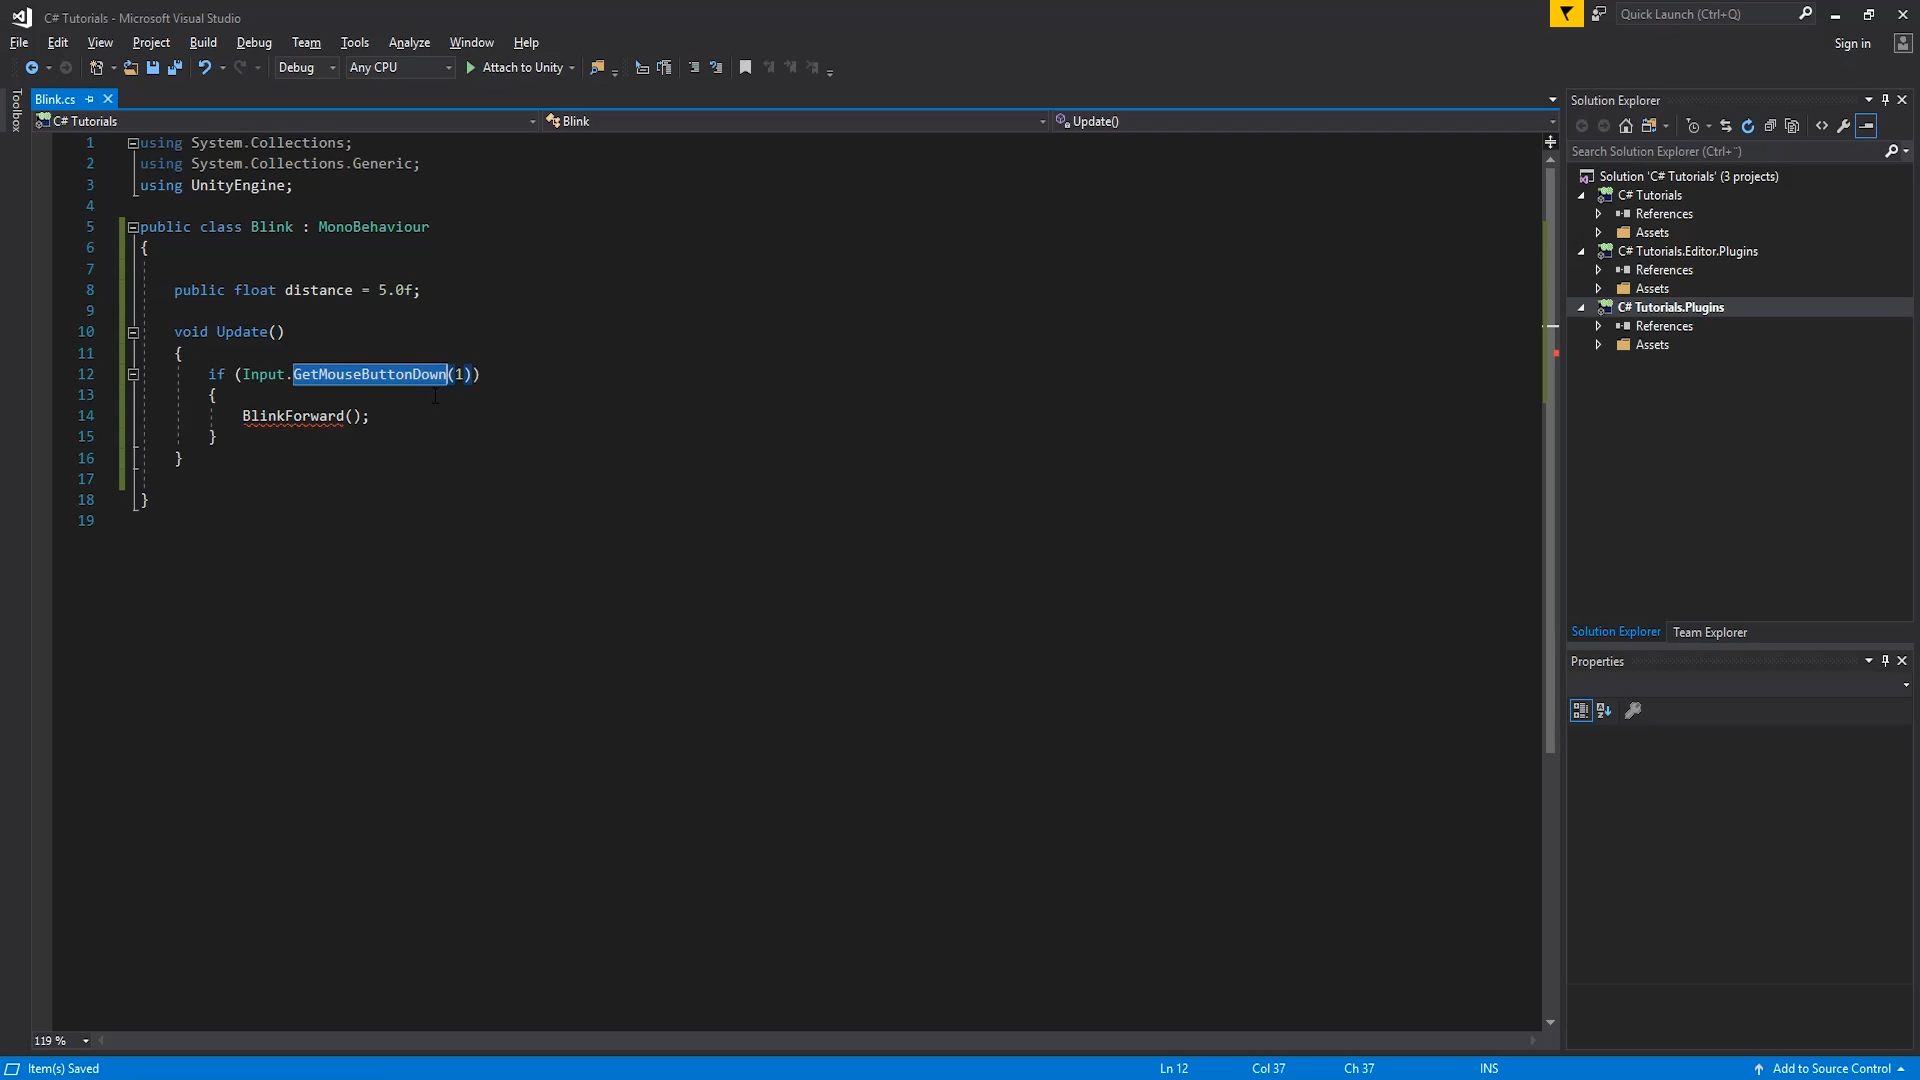 C# Tutorials - Microsoft Visual Studio
Quick Launch (Ctrl+Q)
File Edit View Project Build Debug Team Tools Analyze Window Help
Sign in
Debug Any CPU Attach to Unity
Toolbox
Blink.cs
C# Tutorials Blink Update()
1 using System.Collections;
2 using System.Collections.Generic;
3 using UnityEngine;
4
5 public class Blink : MonoBehaviour
6 {
7
8 public float distance = 5.0f;
9
10 void Update()
11 {
12 if (Input.GetMouseButtonDown(1))
13 {
14 BlinkForward();
15 }
16 }
17
18 }
19
Solution Explorer
Search Solution Explorer (Ctrl+¨)
Solution 'C# Tutorials' (3 projects)
C# Tutorials
References
Assets
C# Tutorials.Editor.Plugins
References
Assets
C# Tutorials.Plugins
References
Assets
Solution Explorer Team Explorer
Properties
119 %
Item(s) Saved
Ln 12 Col 37 Ch 37 INS
Add to Source Control